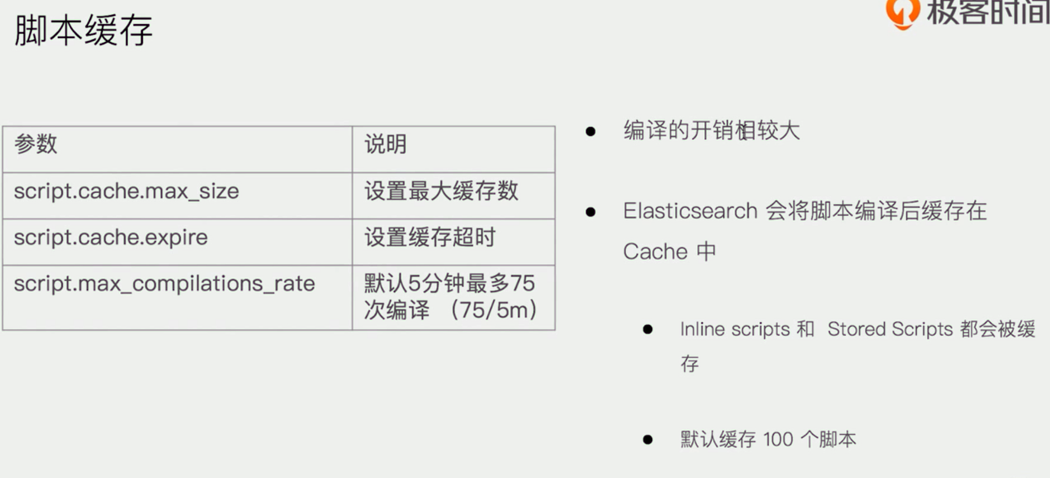 脚本缓存
极客时间
参数 说明
script.cache.max_size 设置最大缓存数
script.cache.expire 设置缓存超时
script.max_compilations_rate 默认5分钟最多75
次编译 （75/5m）
编译的开销相较大
Elasticsearch 会将脚本编译后缓存在
Cache 中
Inline scripts 和 Stored Scripts 都会被缓
存
默认缓存 100 个脚本